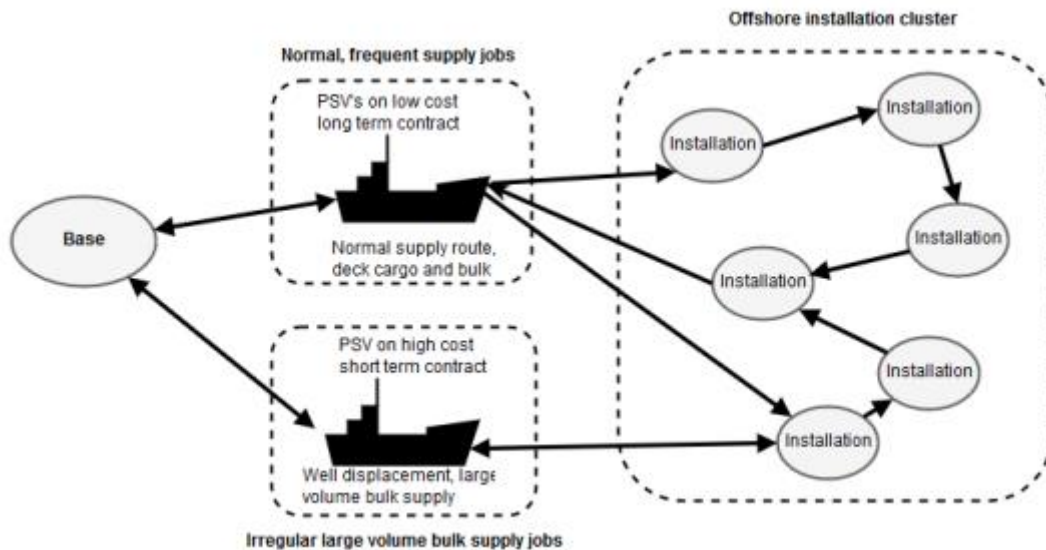 Offshore installation cluster
Normal, frequent supply jobs
PSV's on low cost
long term contract
Installation
Installation
Base
Normal supply route,
deck cargo and bulk
Installation
Installation
PSV on high cost
short term contract
Installation
Installation
Well displacement, large
volume bulk supply
Irregular large volume bulk supply jobs